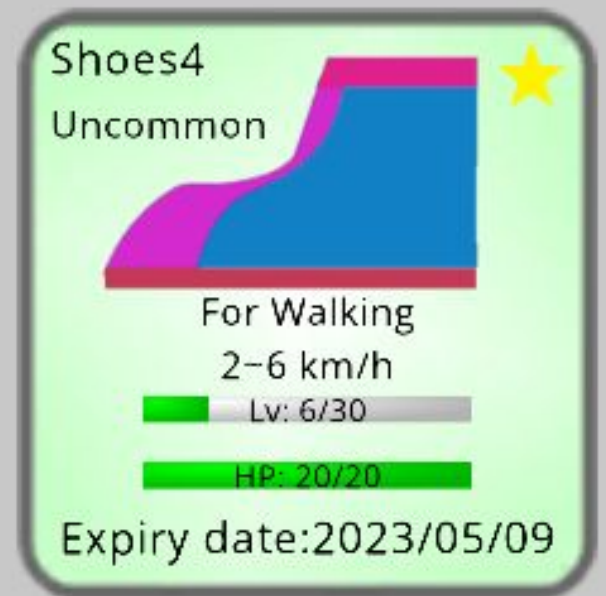 Shoes4
Uncommon
For Walking
2−6 km/h
Lv: 6/30
HP: 20/20
Expiry date:2023/05/09